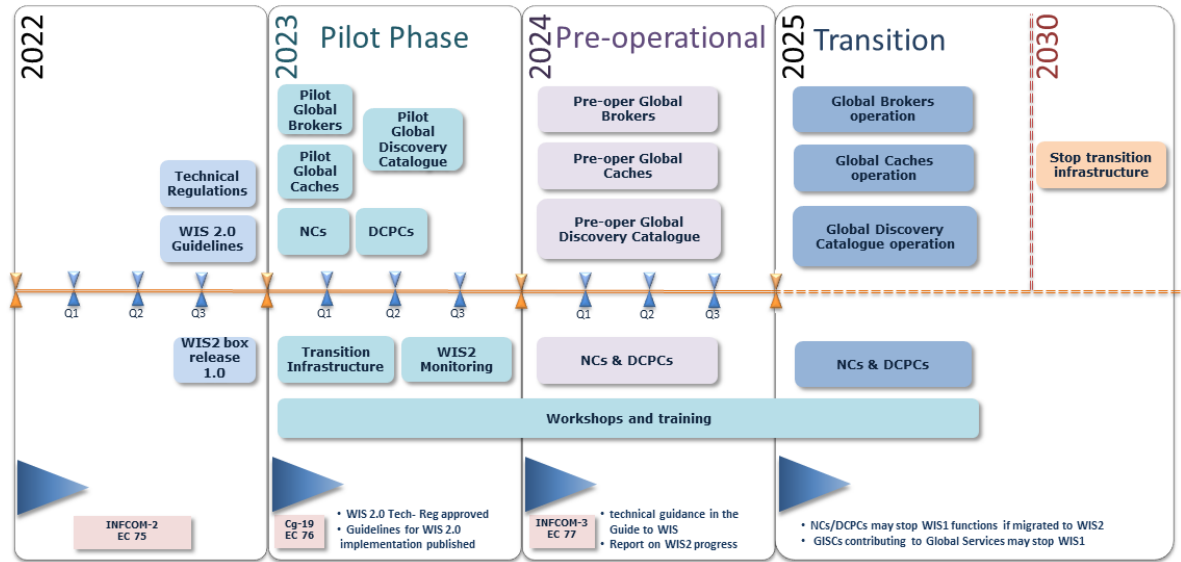 2022
2023
Pilot Phase
2024
Pre-operational
2025
Transition
2030
Technical
Regulations
WIS 2.0
Guidelines
Pilot
Global
Brokers
Pilot
Global
Discovery
Catalogue
Pilot
Global
Caches
NCs
DCPCs
Pre-oper Global
Brokers
Pre-oper Global
Caches
Pre-oper Global
Discovery Catalogue
Global Brokers
operation
Global Caches
operation
Global Discovery
Catalogue operation
Stop transition
infrastructure
Q1
Q2
Q3
Q1
Q2
Q3
Q1
Q2
Q3
WIS2 box
release
1.0
Transition
Infrastructure
WIS2
Monitoring
NCs & DCPCs
NCs & DCPCs
Workshops and training
INFCOM-2
EC 75
Cg-19
EC 76
• WIS 2.0 Tech- Reg approved
• Guidelines for WIS 2.0
implementation published
INFCOM-3
EC 77
• technical guidance in the
Guide to WIS
• Report on WIS2 progress
• NCs/DCPCs may stop WIS1 functions if migrated to WIS2
• GISCs contributing to Global Services may stop WIS1